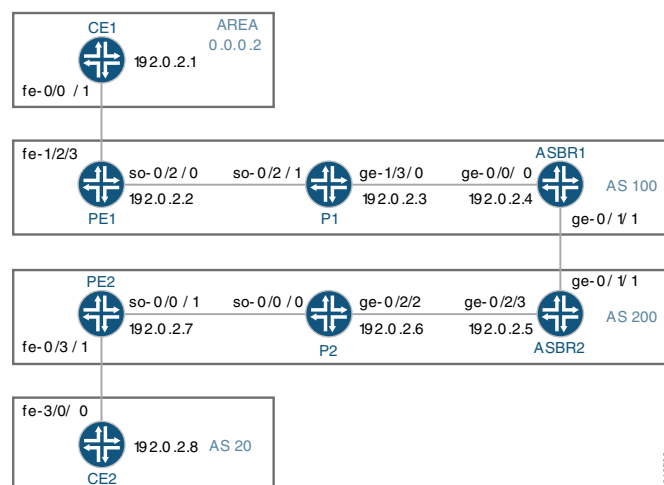 CE1
AREA
0.0.0.2
192.0.2.1
fe-0/0/1
fe-1/2/3
so-0/2/0
so-0/2/1
ge-1/3/0
ge-0/0/0
ASBR1
AS 100
192.0.2.2
192.0.2.3
192.0.2.4
PE1
P1
ge-0/1/1
PE2
ge-0/1/1
so-0/0/1
so-0/0/0
ge-0/2/2
ge-0/2/3
AS 200
192.0.2.7
192.0.2.6
192.0.2.5
fe-0/3/1
P2
ASBR2
fe-3/0/0
192.0.2.8
AS 20
CE2